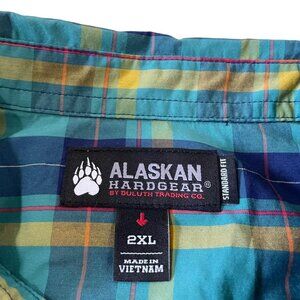 ALASKAN
HARDGEAR®
BY DULUTH TRADING CO.
2XL
MADE IN
VIETNAM
STANDARD FIT